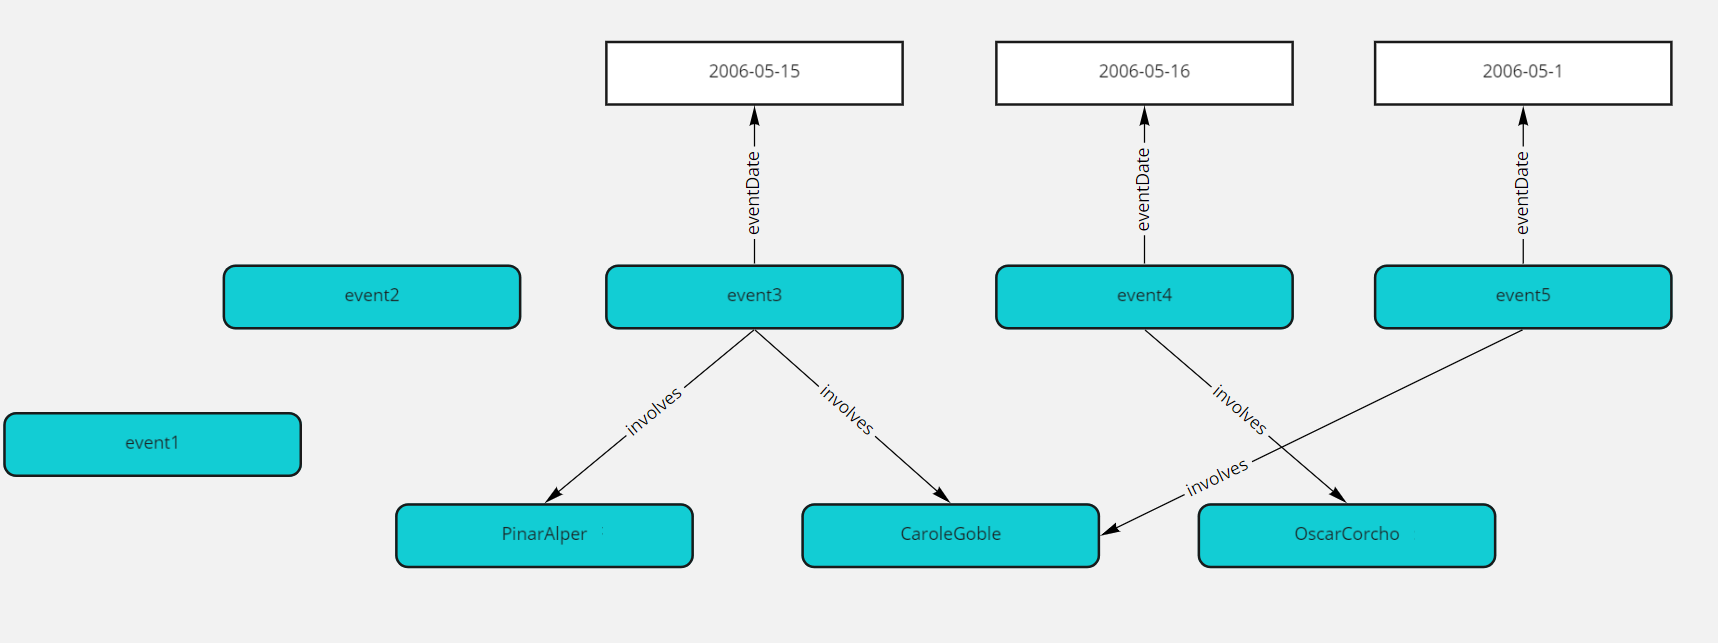 2006-05-15
2006-05-16
2006-05-1
eventDate
eventDate
eventDate
event2
event3
event4
event5
involves
involves
involves
involves
event1
PinarAlper
CaroleGoble
OscarCorcho